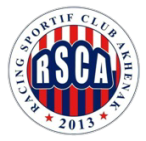 RACING SPORTIF CLUB AKHENAK
RSCA
2013